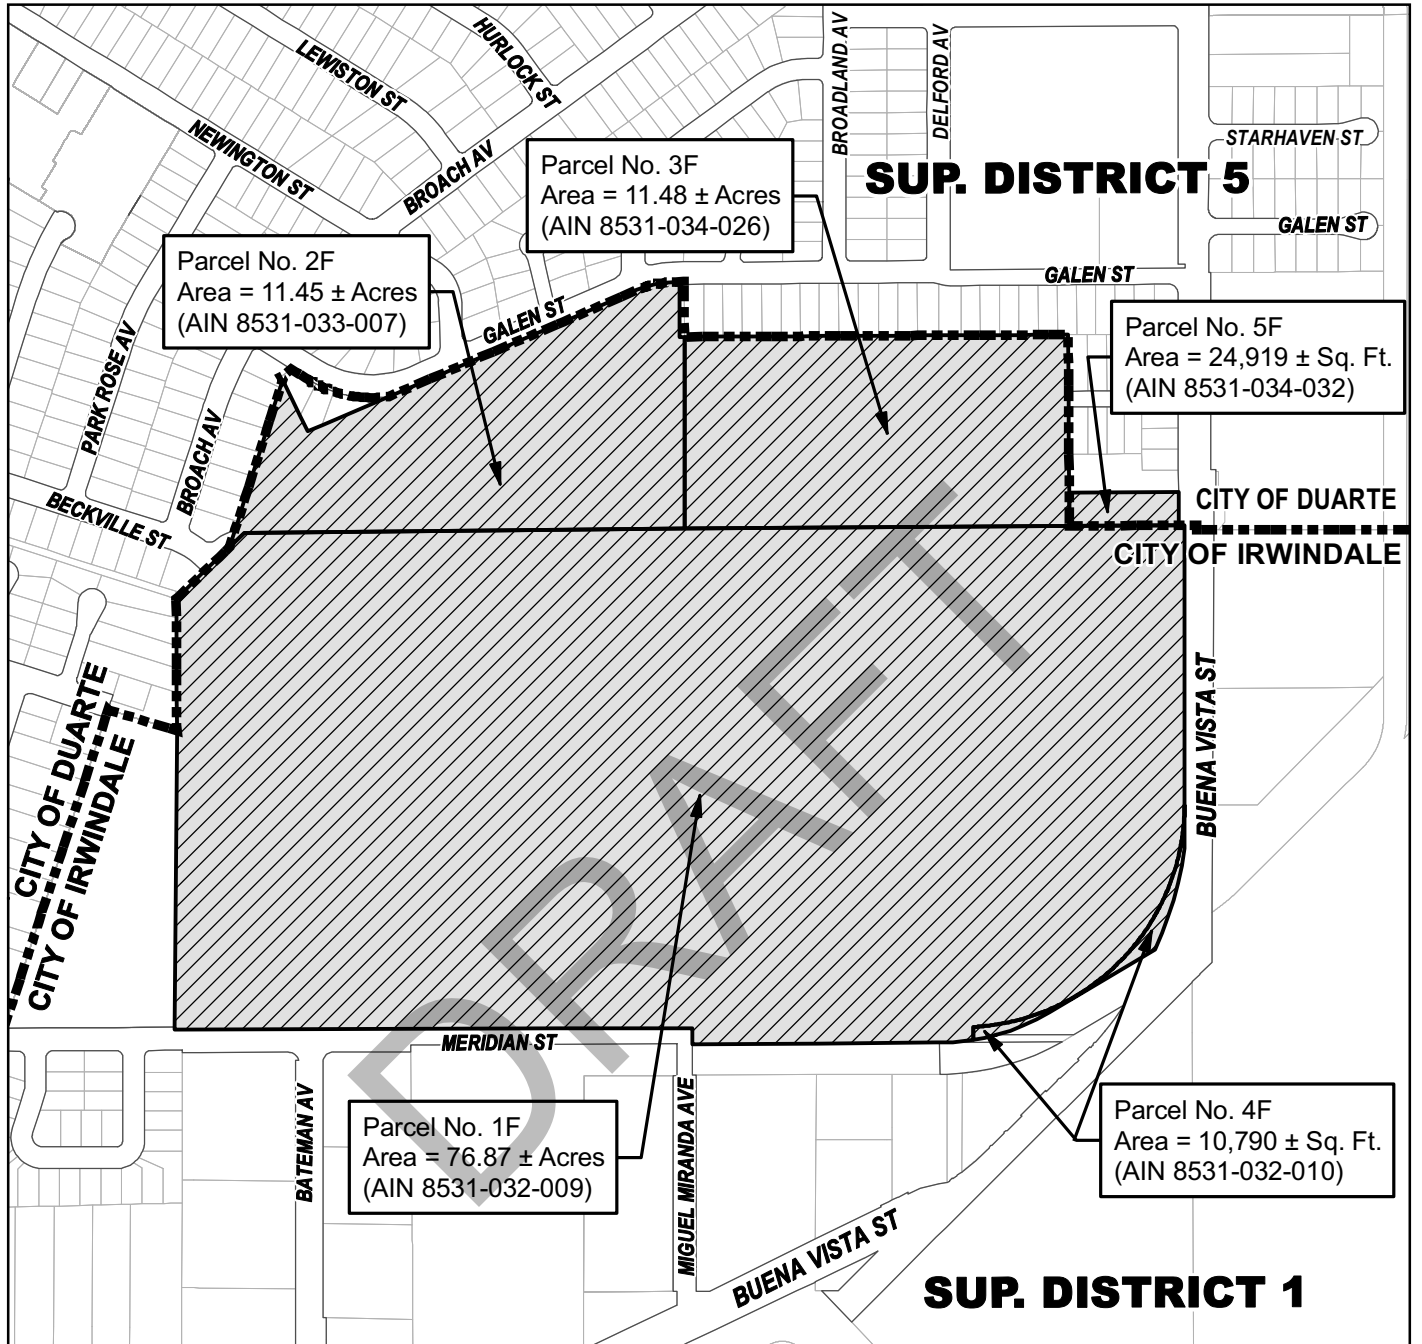 HURLOCK ST
LEWISTON ST
BROADLAND AV
DELFORD AV
NEWINGTON ST
BROACH AV
STARHAVEN ST
SUP. DISTRICT 5
GALEN ST
Parcel No. 3F
Area = 11.48 ± Acres
(AIN 8531-034-026)
Parcel No. 2F
Area = 11.45 ± Acres
(AIN 8531-033-007)
GALEN ST
GALEN ST
Parcel No. 5F
Area = 24,919 ± Sq. Ft.
(AIN 8531-034-032)
PARK ROSE AV
BROACH AV
BECKVILLE ST
CITY OF DUARTE
CITY OF IRWINDALE
CITY OF DUARTE
CITY OF IRWINDALE
BUENA VISTA ST
DRAFT
MERIDIAN ST
BATEMAN AV
MIGUEL MIRANDA AVE
Parcel No. 1F
Area = 76.87 ± Acres
(AIN 8531-032-009)
Parcel No. 4F
Area = 10,790 ± Sq. Ft.
(AIN 8531-032-010)
BUENA VISTA ST
SUP. DISTRICT 1